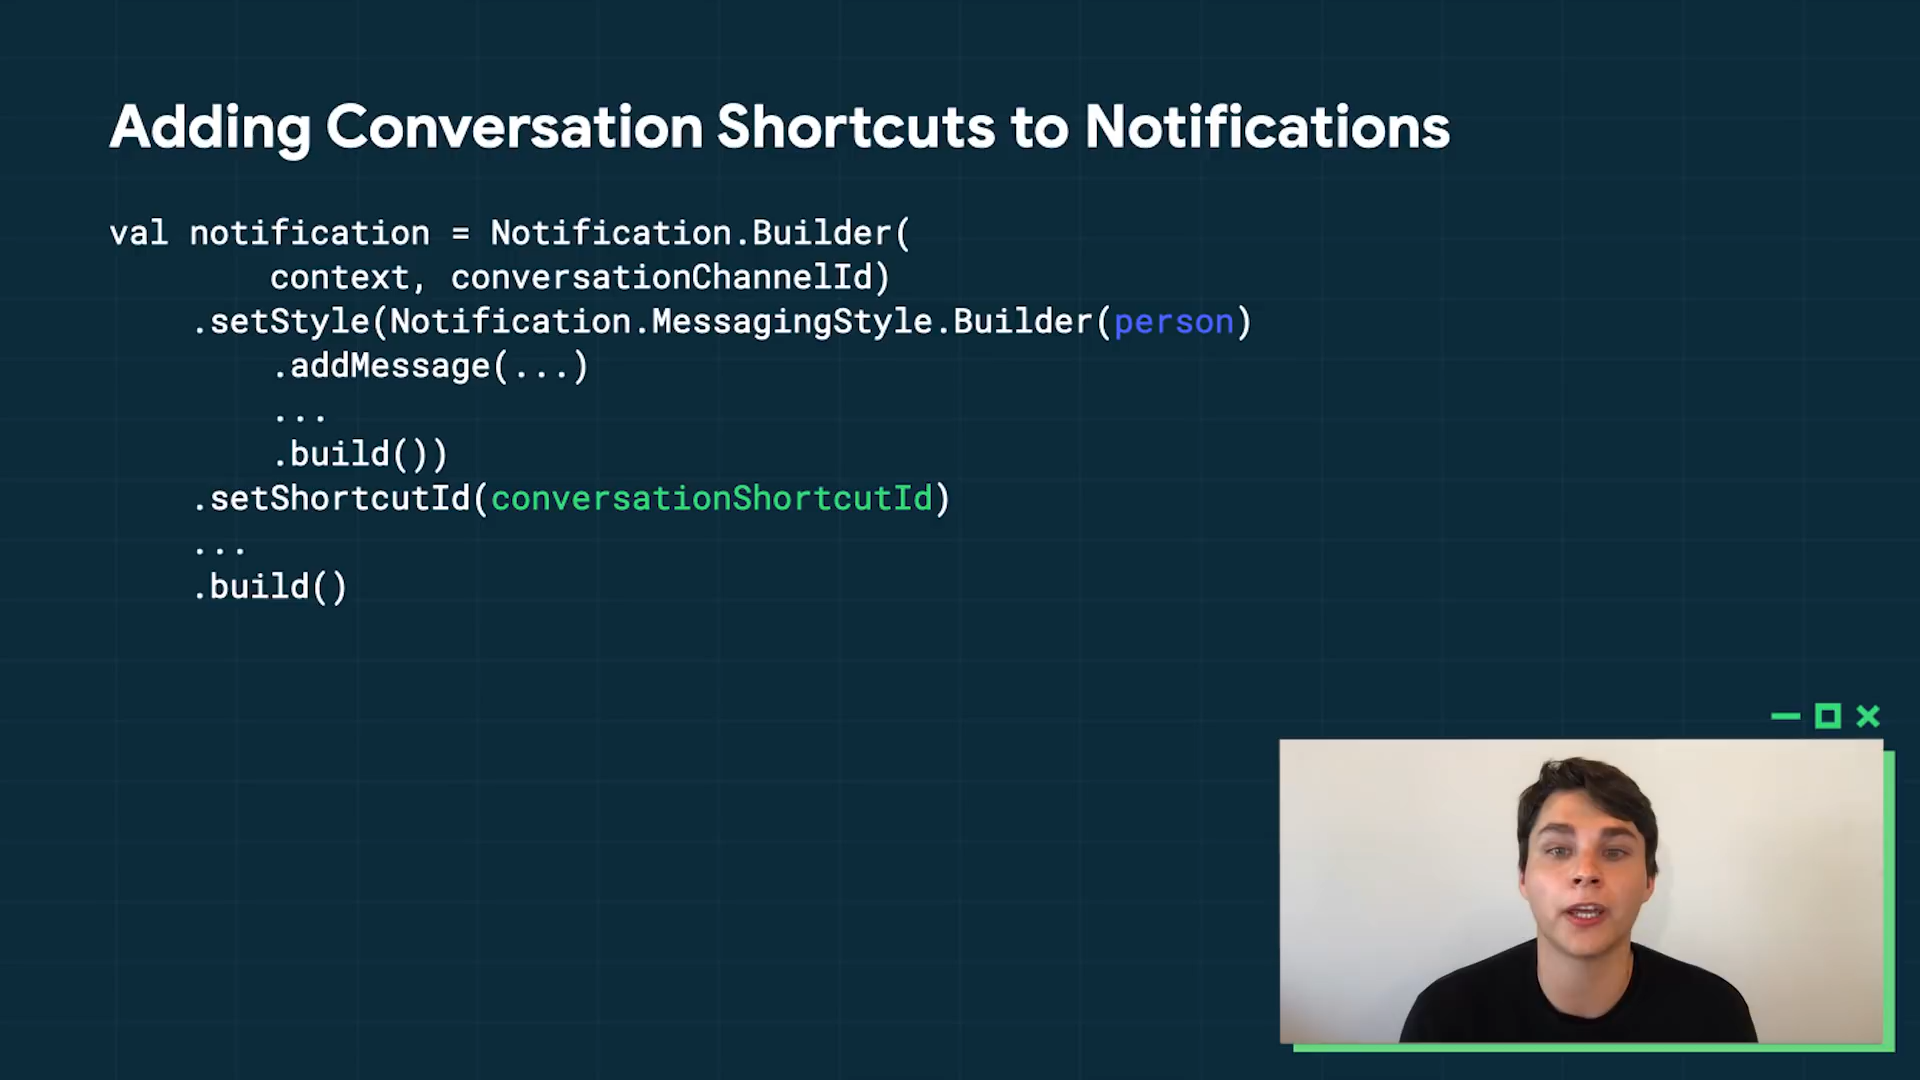 Adding Conversation Shortcuts to Notifications
val notification = Notification.Builder(
context, conversationChannelId)
.setStyle(Notification.MessagingStyle.Builder(person)
.addMessage(...)
...
.build())
.setShortcutId(conversationShortcutId)
...
.build()